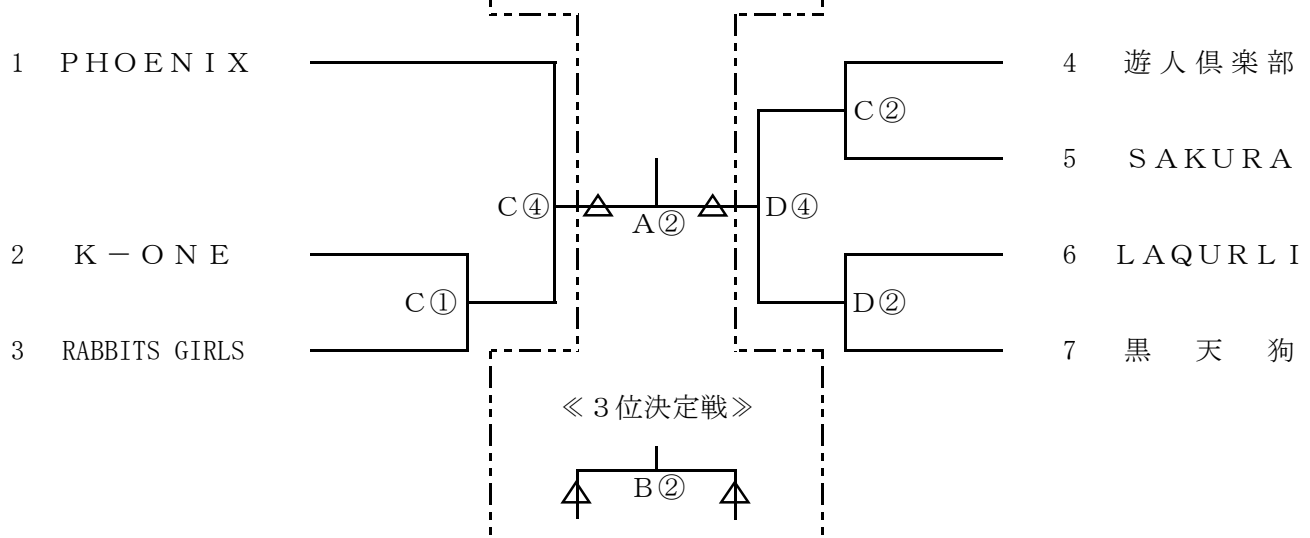 1 ＰＨＯＥＮＩＸ
4 遊人倶楽部
Ｃ②
5 ＳＡＫＵＲＡ
Ｃ④
Ａ②
Ｄ④
2 Ｋ－ＯＮＥ
6 ＬＡＱＵＲＬＩ
Ｃ①
Ｄ②
3 RABBITS GIRLS
7 黒天狗
≪３位決定戦≫
Ｂ②